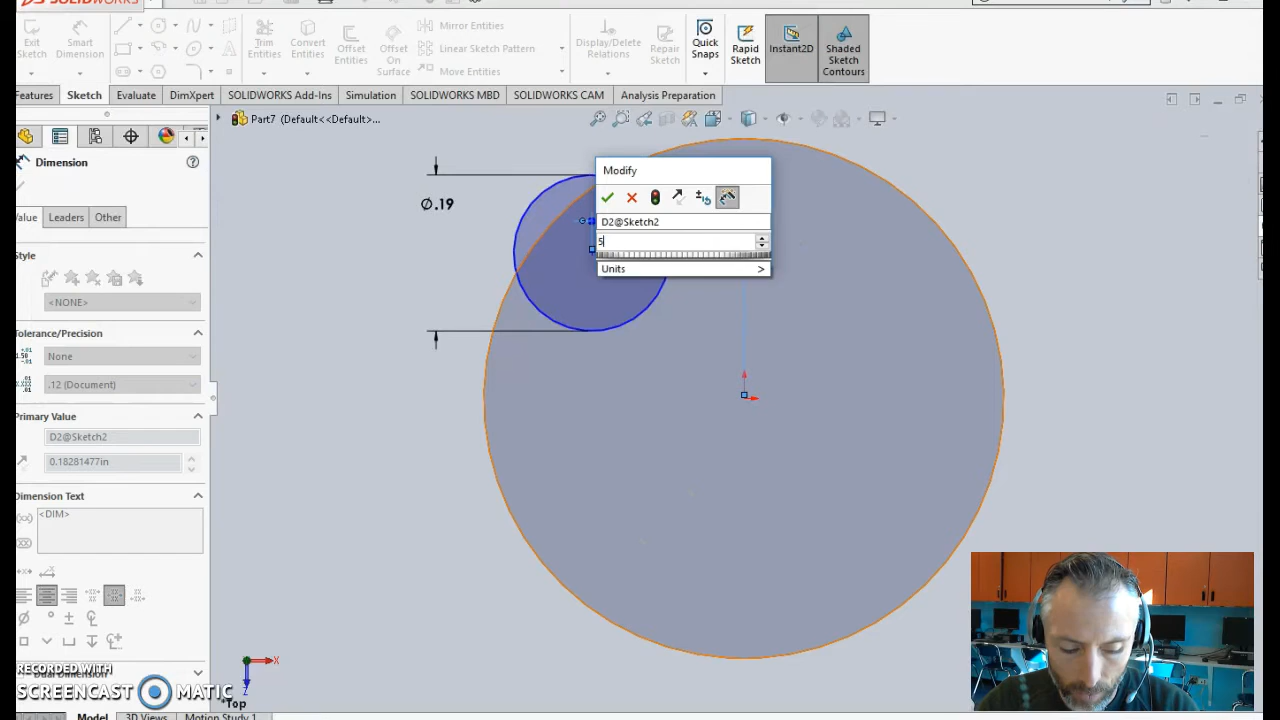 SOLIDWORKS
Exit Sketch
Smart Dimension
Trim Entities
Convert Entities
Offset Entities
Offset On Surface
Mirror Entities
Linear Sketch Pattern
Move Entities
Display/Delete Relations
Repair Sketch
Quick Snaps
Rapid Sketch
Instant2D
Shaded Sketch Contours
Features
Sketch
Evaluate
DimXpert
SOLIDWORKS Add-Ins
Simulation
SOLIDWORKS MBD
SOLIDWORKS CAM
Analysis Preparation
Part7 (Default<<Default>...
Dimension
?
Value
Leaders
Other
Style
<NONE>
Tolerance/Precision
None
.12 (Document)
Primary Value
D2@Sketch2
0.18281477in
Dimension Text
<DIM>
Dual Dimension
Ø.19
Modify
D2@Sketch2
5
Units >
X
Z
*Top
RECORDED WITH
SCREENCAST MATIC
Model
3D Views
Motion Study 1